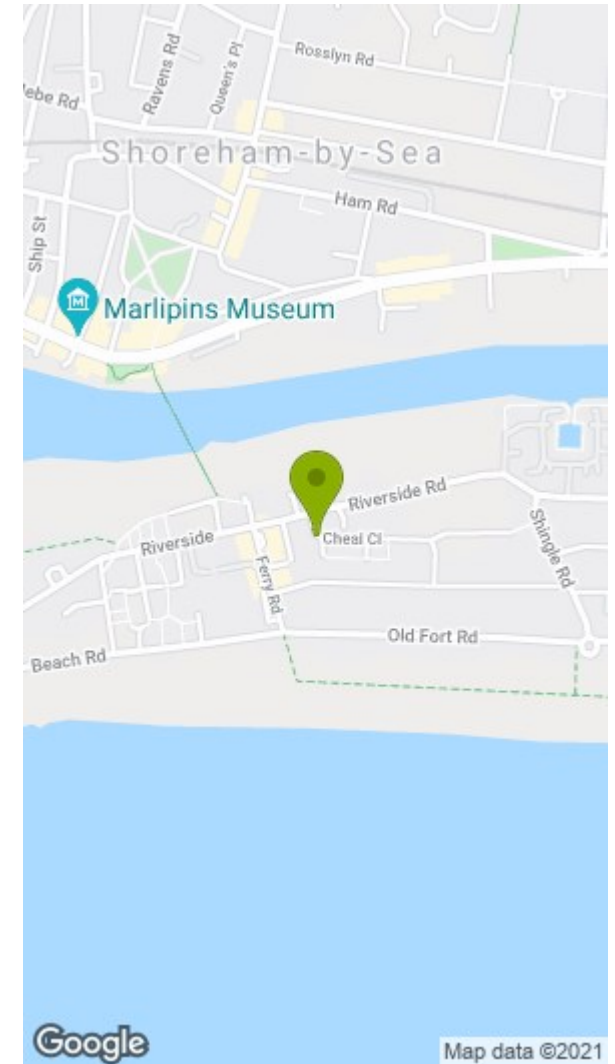 Rosslyn Rd
Ravens Rd
Queen's Pl
ebe Rd
Shoreham-by-Sea
Ham Rd
Ship St
Marlipins Museum
Riverside Rd
Cheal Cl
Riverside
Shingle Rd
Ferry Rd
Old Fort Rd
Beach Rd
Google
Map data ©2021